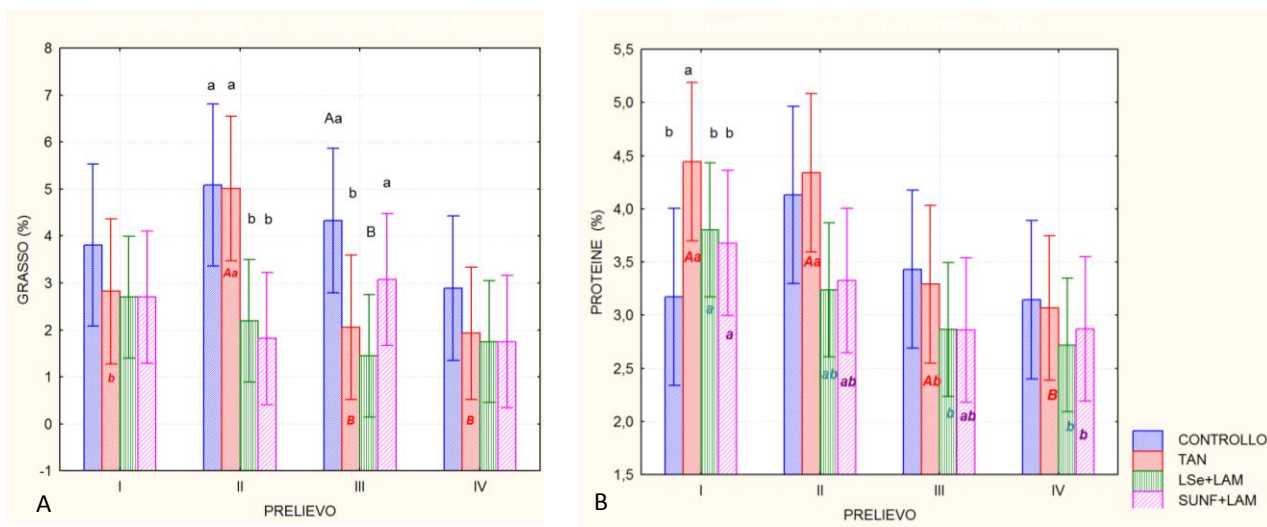 GRASSO (%)
8
7
6
5
4
3
2
1
0
-1
a a
Aa
b a
b b B
Aa
b
B B
I II III IV
PRELIEVO
A
PROTEINE (%)
5,5
5,0
4,5
4,0
3,5
3,0
2,5
2,0
1,5
a
b b b
Aa Aa
a
a
ab ab Ab
b ab
B
b b
I II III IV
PRELIEVO
B
CONTROLLO
TAN
LSe+LAM
SUNF+LAM